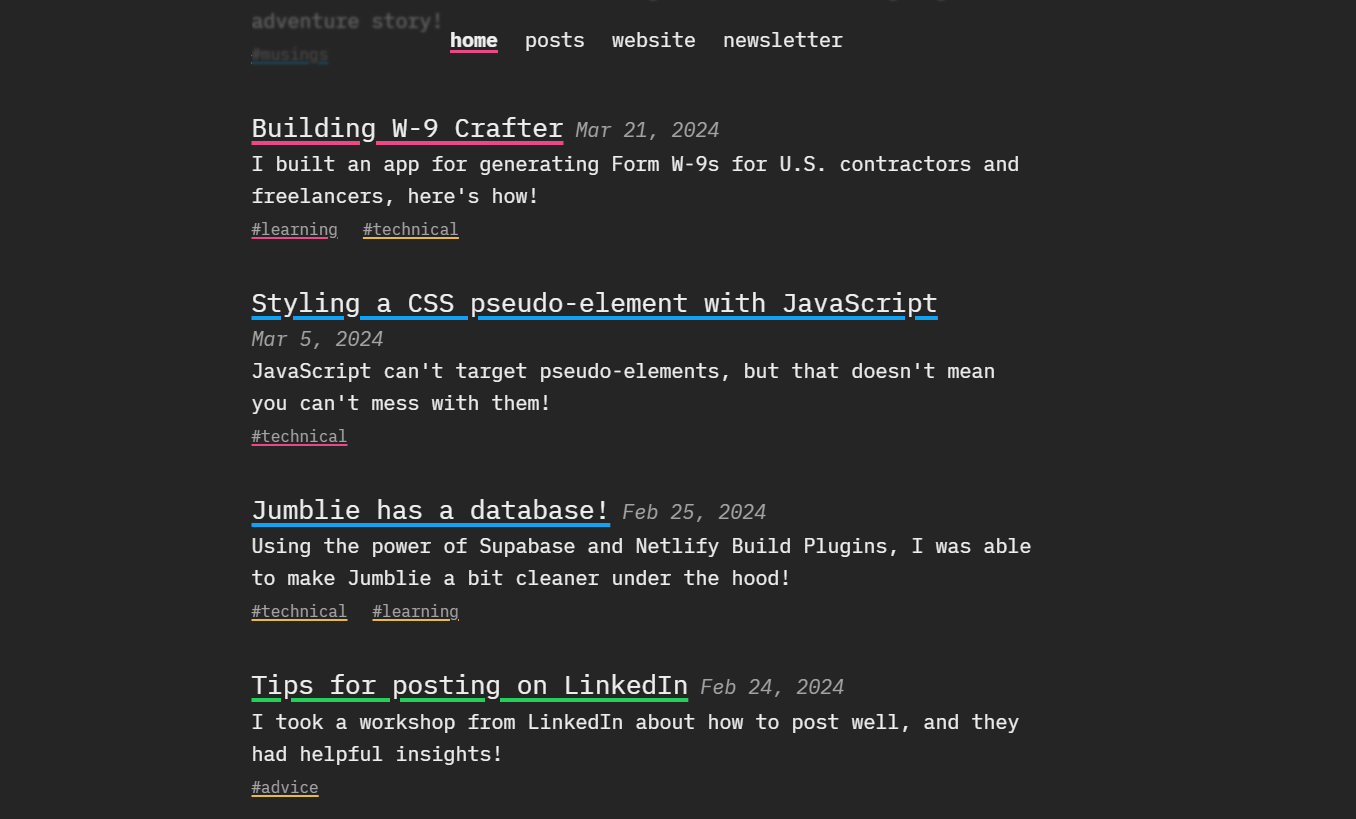 adventure story!
#musings
home posts website newsletter
Building W-9 Crafter Mar 21, 2024
I built an app for generating Form W-9s for U.S. contractors and
freelancers, here's how!
#learning #technical
Styling a CSS pseudo-element with JavaScript
Mar 5, 2024
JavaScript can't target pseudo-elements, but that doesn't mean
you can't mess with them!
#technical
Jumblie has a database! Feb 25, 2024
Using the power of Supabase and Netlify Build Plugins, I was able
to make Jumblie a bit cleaner under the hood!
#technical #learning
Tips for posting on LinkedIn Feb 24, 2024
I took a workshop from LinkedIn about how to post well, and they
had helpful insights!
#advice